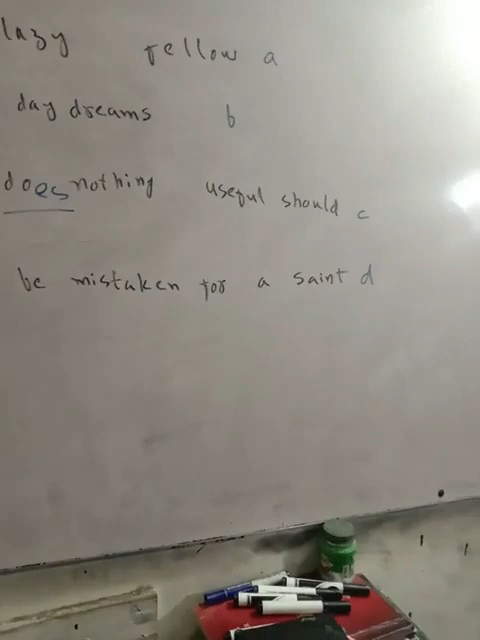 lazy fellow a
day dreams b
does nothing useful should c
be mistaken for a saint d